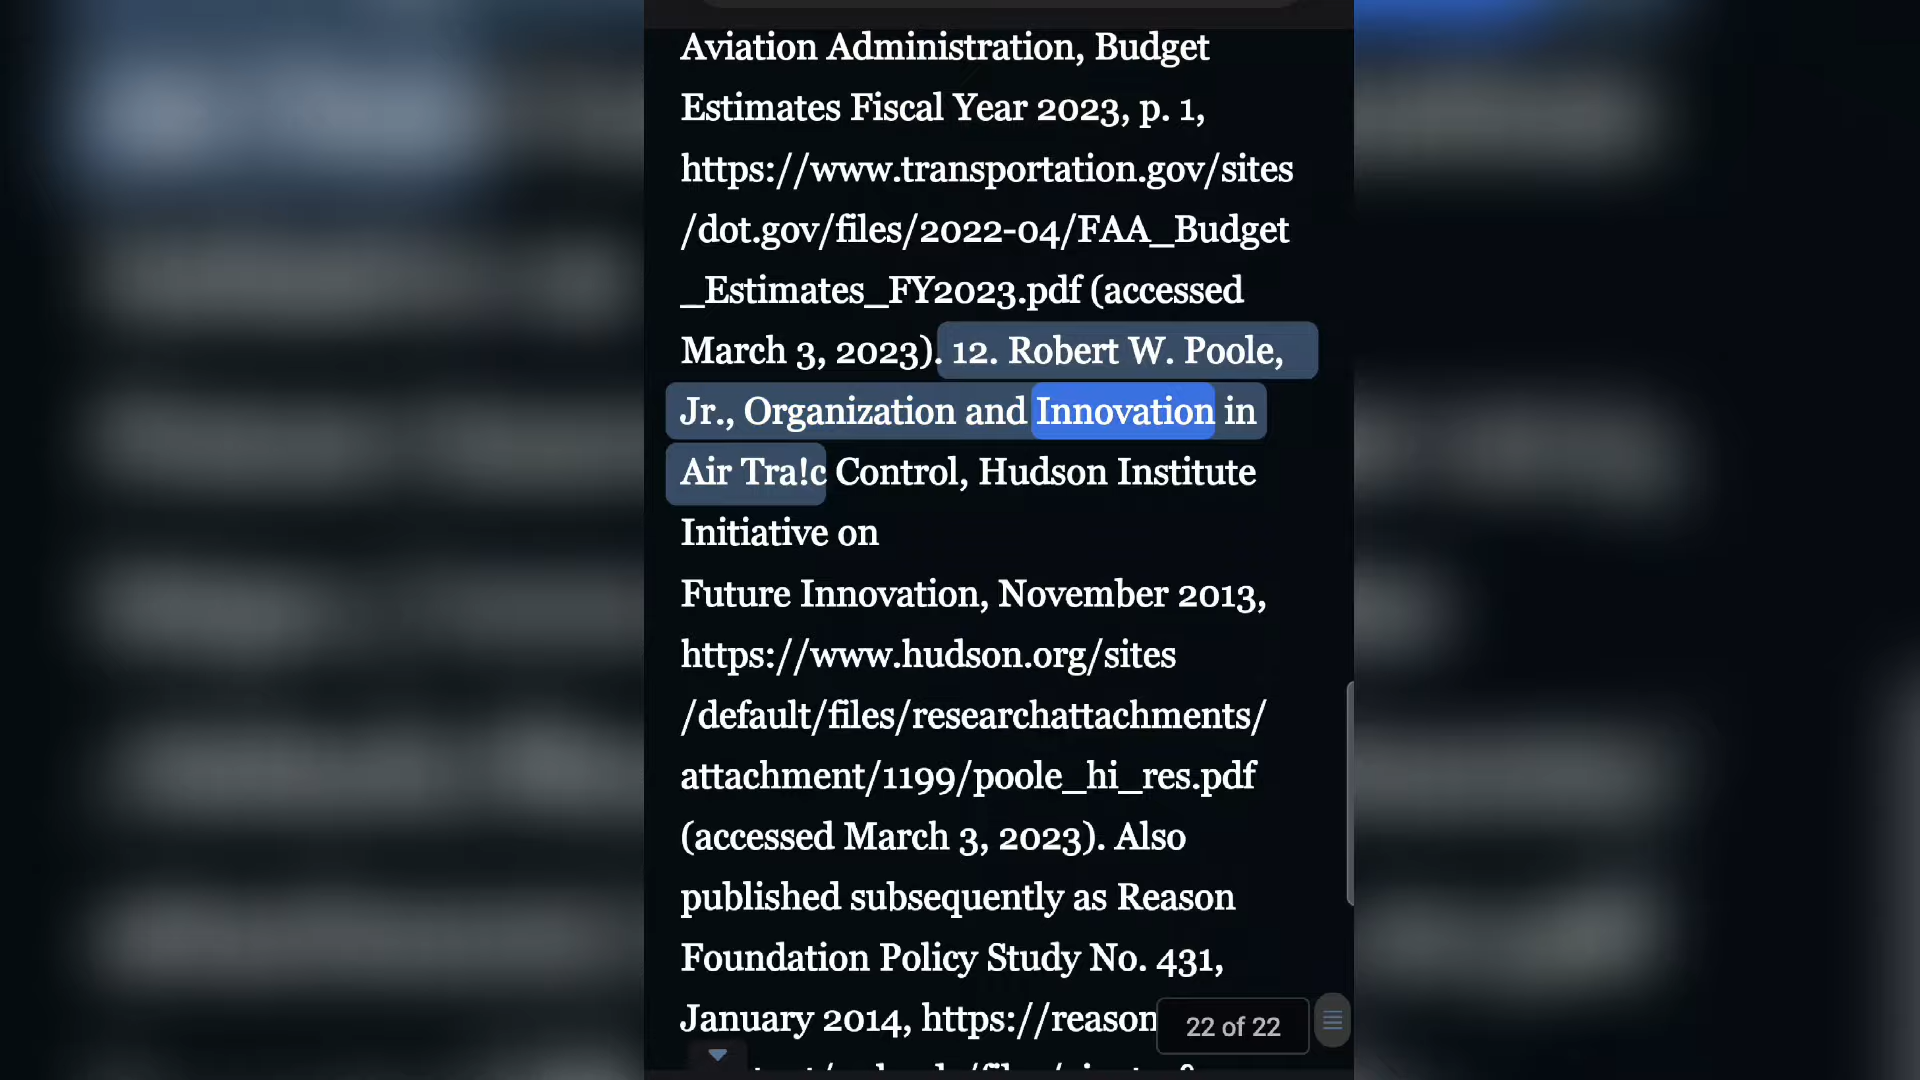 Aviation Administration, Budget
Estimates Fiscal Year 2023, p. 1,
https://www.transportation.gov/sites
/dot.gov/files/2022-04/FAA_Budget
_Estimates_FY2023.pdf (accessed
March 3, 2023). 12. Robert W. Poole,
Jr., Organization and Innovation in
Air Tra!c Control, Hudson Institute
Initiative on
Future Innovation, November 2013,
https://www.hudson.org/sites
/default/files/researchattachments/
attachment/1199/poole_hi_res.pdf
(accessed March 3, 2023). Also
published subsequently as Reason
Foundation Policy Study No. 431,
January 2014, https://reason
22 of 22